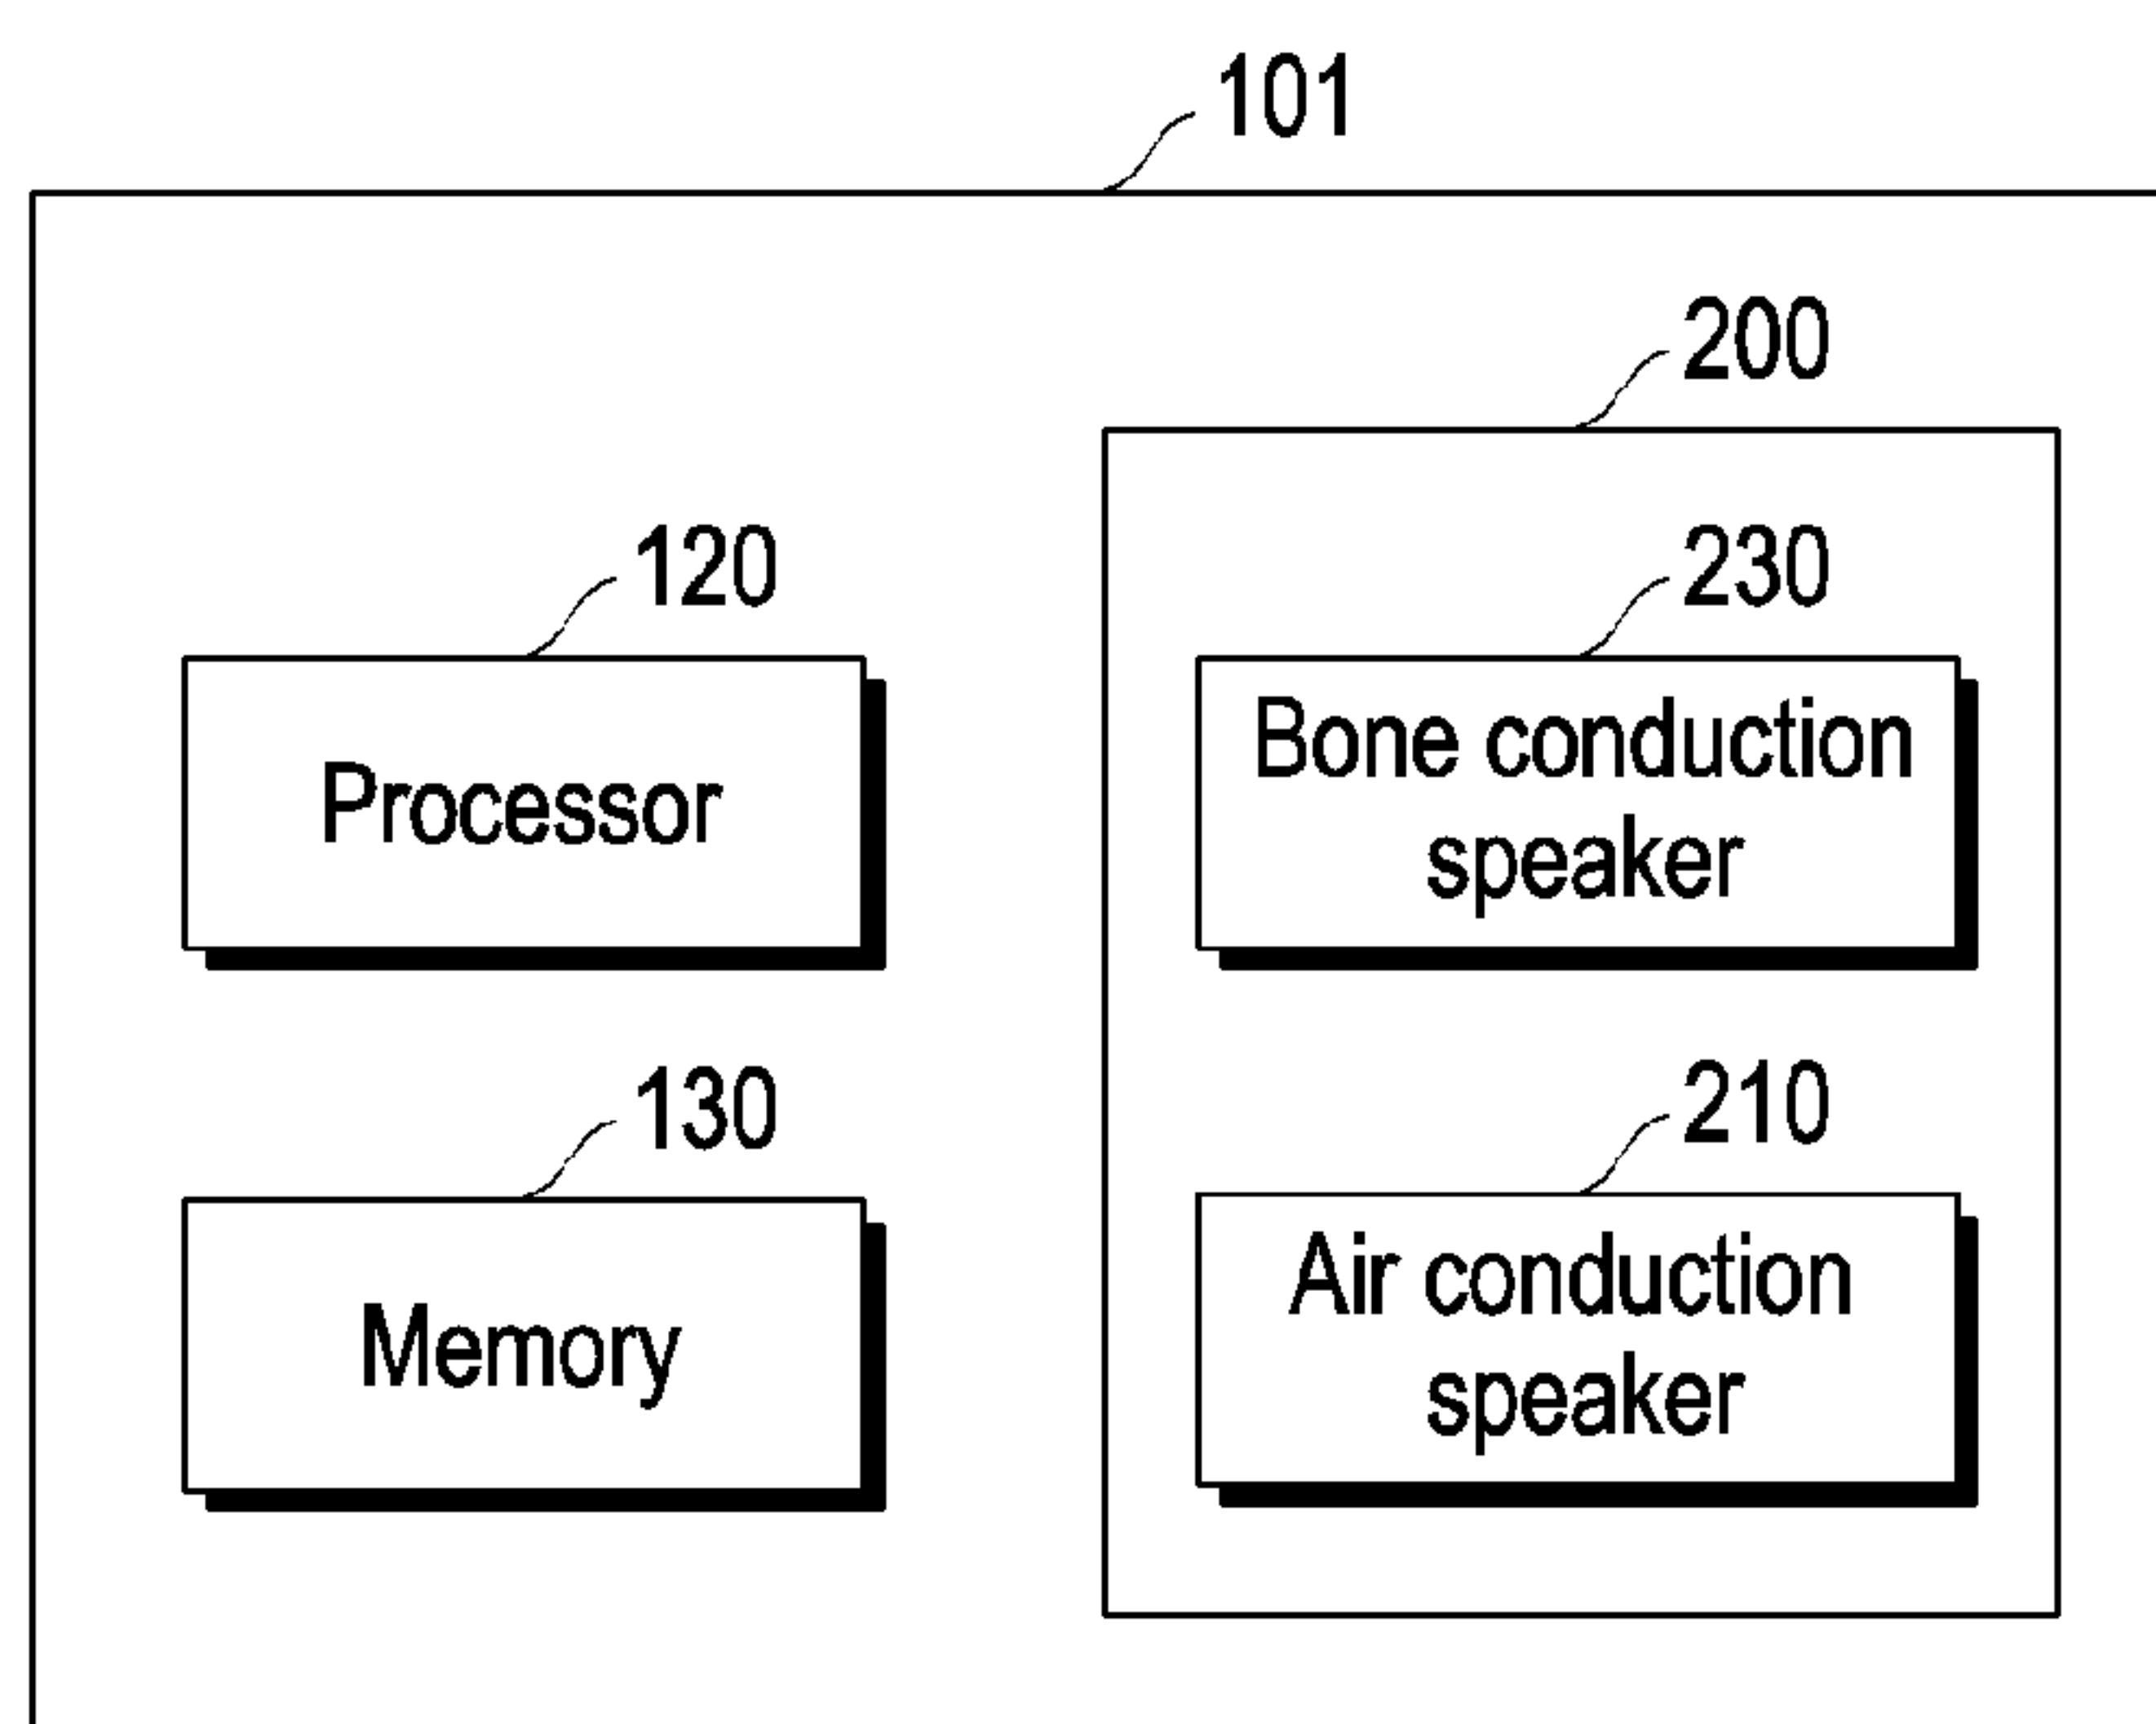 101
200
120
230
Processor
Bone conduction
speaker
130
210
Memory
Air conduction
speaker